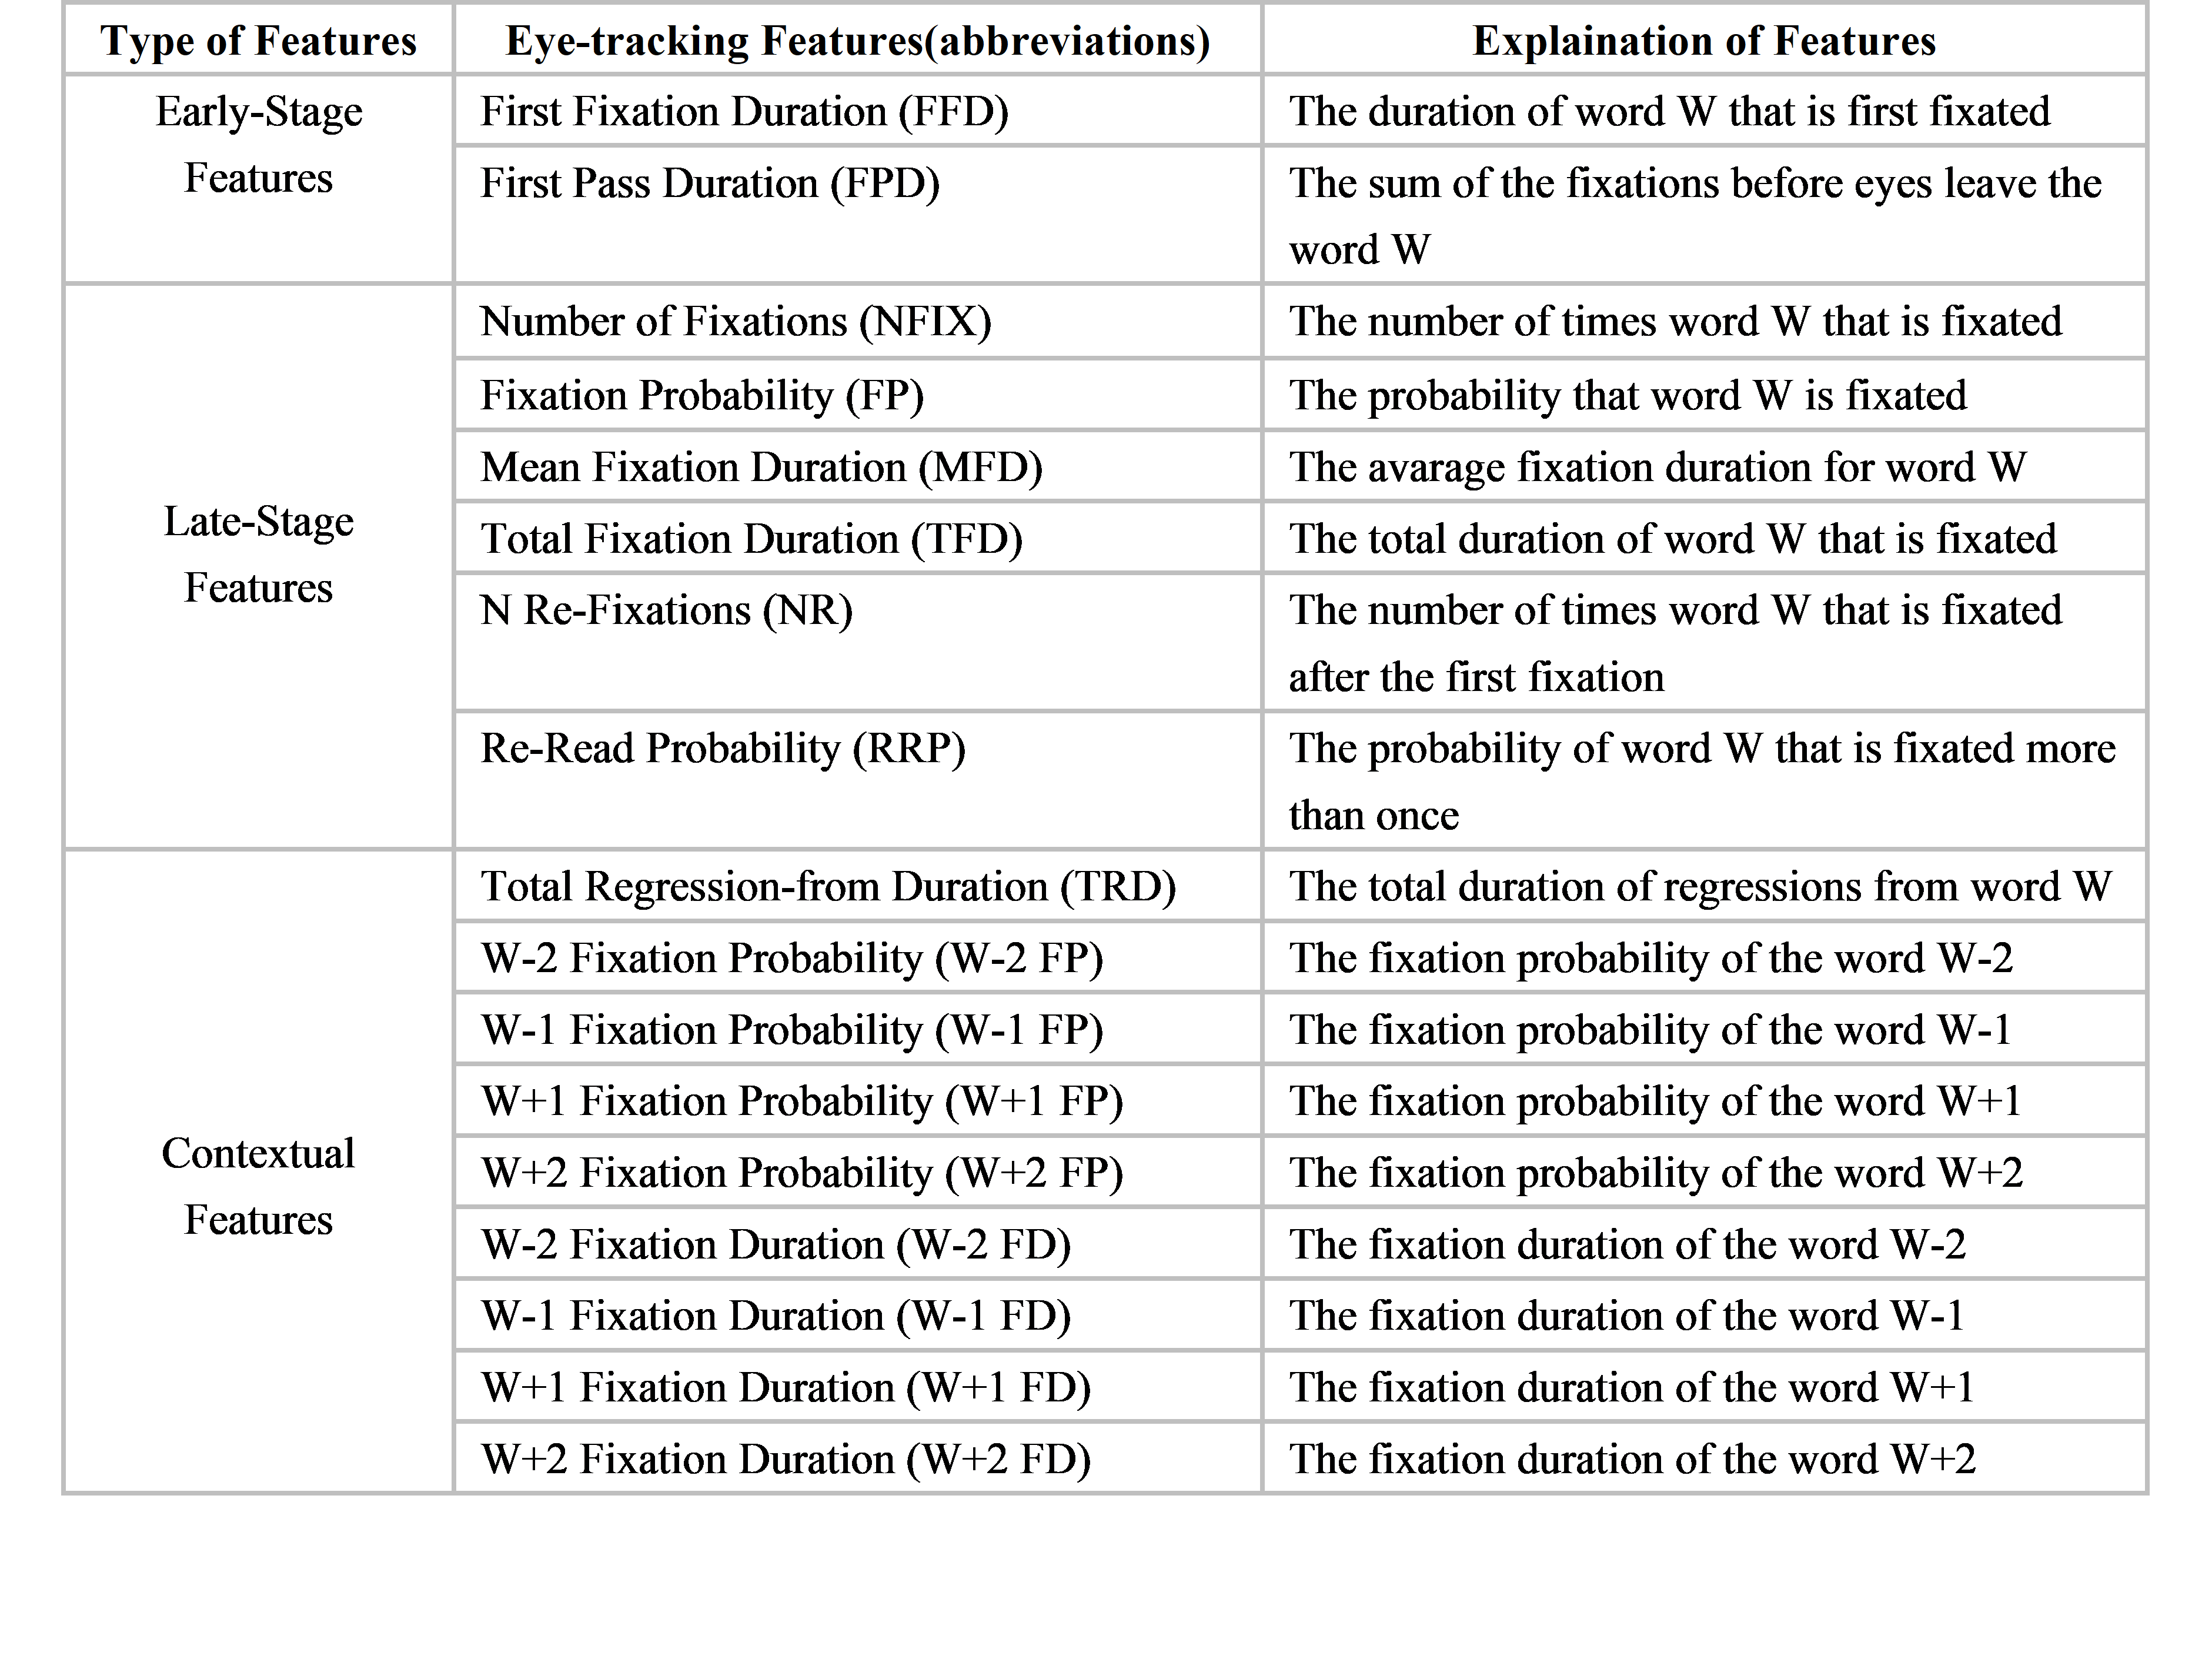 Type of Features Eye-tracking Features(abbreviations) Explaination of Features
Early-Stage
Features
First Fixation Duration (FFD) The duration of word W that is first fixated
First Pass Duration (FPD) The sum of the fixations before eyes leave the
word W
Late-Stage
Features
Number of Fixations (NFIX) The number of times word W that is fixated
Fixation Probability (FP) The probability that word W is fixated
Mean Fixation Duration (MFD) The avarage fixation duration for word W
Total Fixation Duration (TFD) The total duration of word W that is fixated
N Re-Fixations (NR) The number of times word W that is fixated
after the first fixation
Re-Read Probability (RRP) The probability of word W that is fixated more
than once
Contextual
Features
Total Regression-from Duration (TRD) The total duration of regressions from word W
W-2 Fixation Probability (W-2 FP) The fixation probability of the word W-2
W-1 Fixation Probability (W-1 FP) The fixation probability of the word W-1
W+1 Fixation Probability (W+1 FP) The fixation probability of the word W+1
W+2 Fixation Probability (W+2 FP) The fixation probability of the word W+2
W-2 Fixation Duration (W-2 FD) The fixation duration of the word W-2
W-1 Fixation Duration (W-1 FD) The fixation duration of the word W-1
W+1 Fixation Duration (W+1 FD) The fixation duration of the word W+1
W+2 Fixation Duration (W+2 FD) The fixation duration of the word W+2